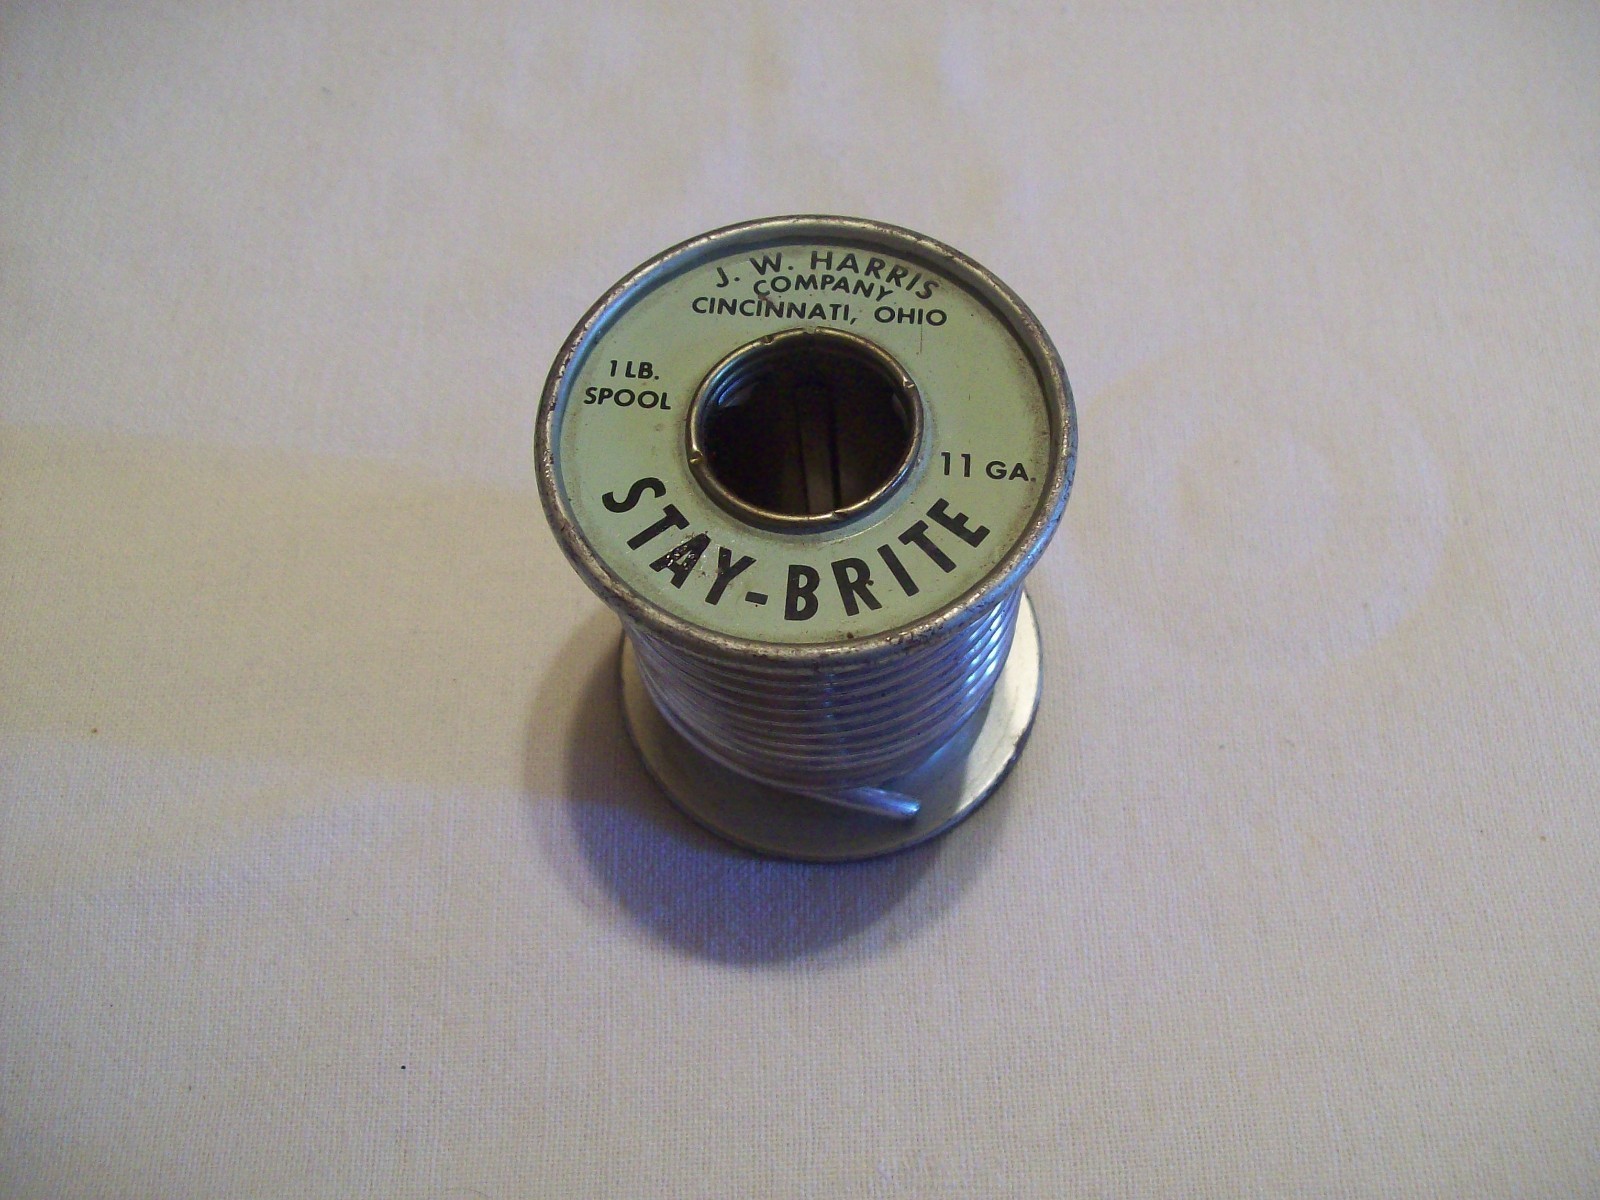 J. W. HARRIS
COMPANY
CINCINNATI, OHIO
1 LB.
SPOOL
11 GA.
STAY-BRITE